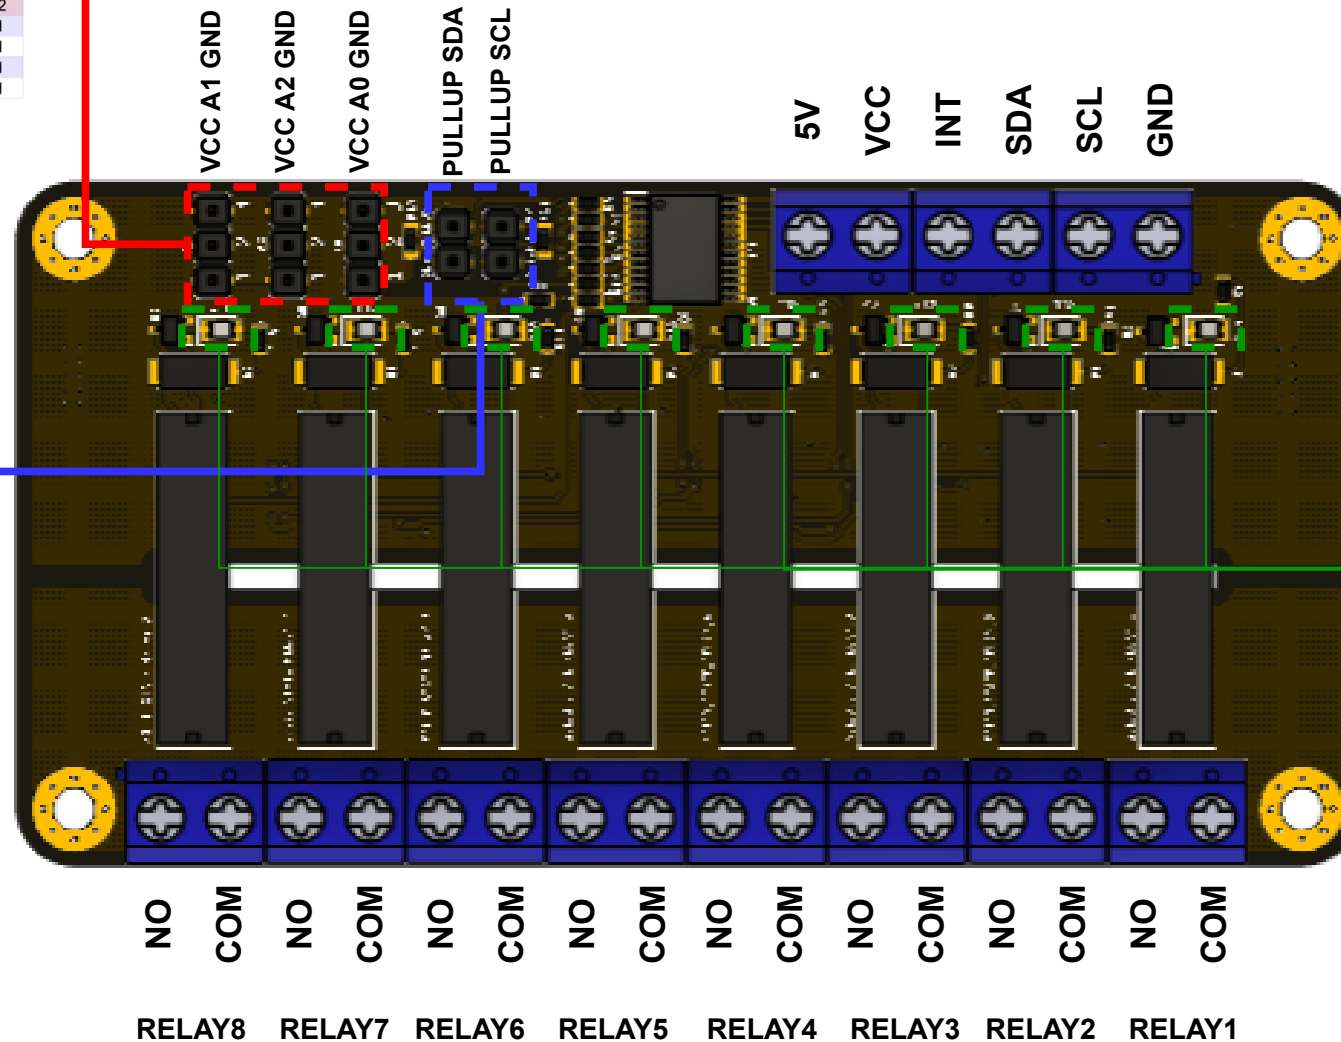 VCC A1 GND
VCC A2 GND
VCC A0 GND
PULLUP SDA
PULLUP SCL
5V
VCC
INT
SDA
SCL
GND
NO
COM
NO
COM
NO
COM
NO
COM
NO
COM
NO
COM
NO
COM
NO
COM
RELAY8
RELAY7
RELAY6
RELAY5
RELAY4
RELAY3
RELAY2
RELAY1